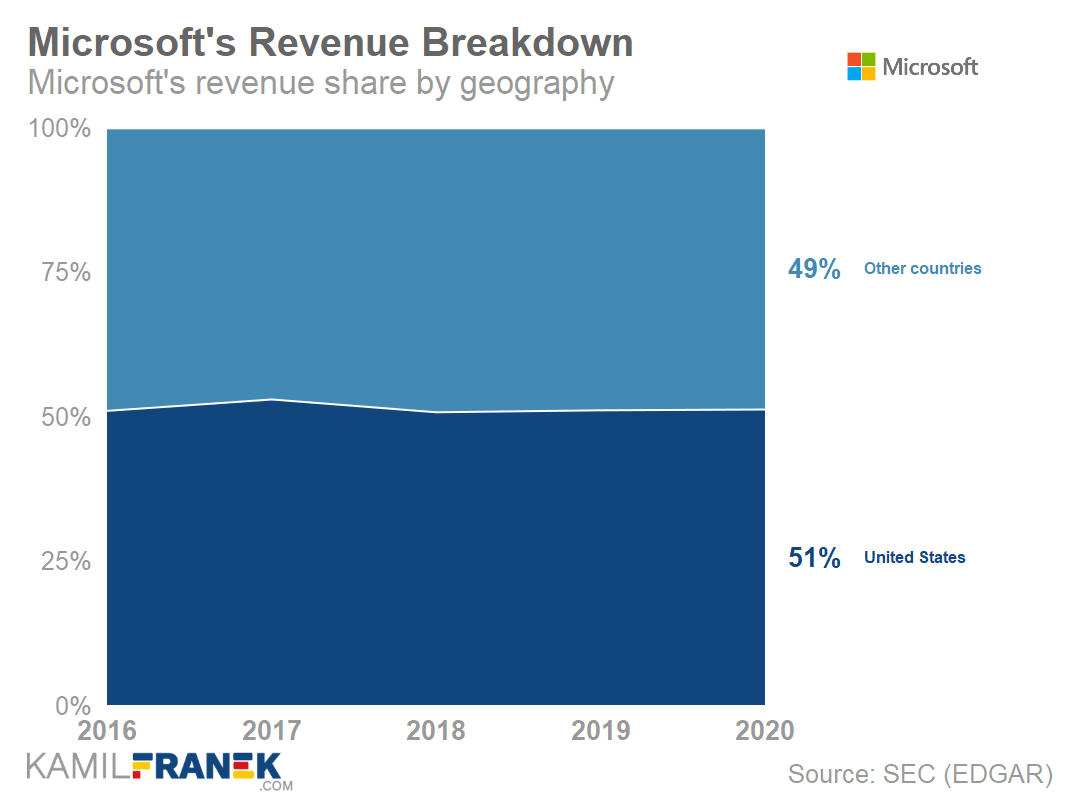 Microsoft's Revenue Breakdown
Microsoft's revenue share by geography
Microsoft
100%
75%
50%
25%
0%
49% Other countries
51% United States
2016 2017 2018 2019 2020
KAMILFRANEK
.COM
Source: SEC (EDGAR)